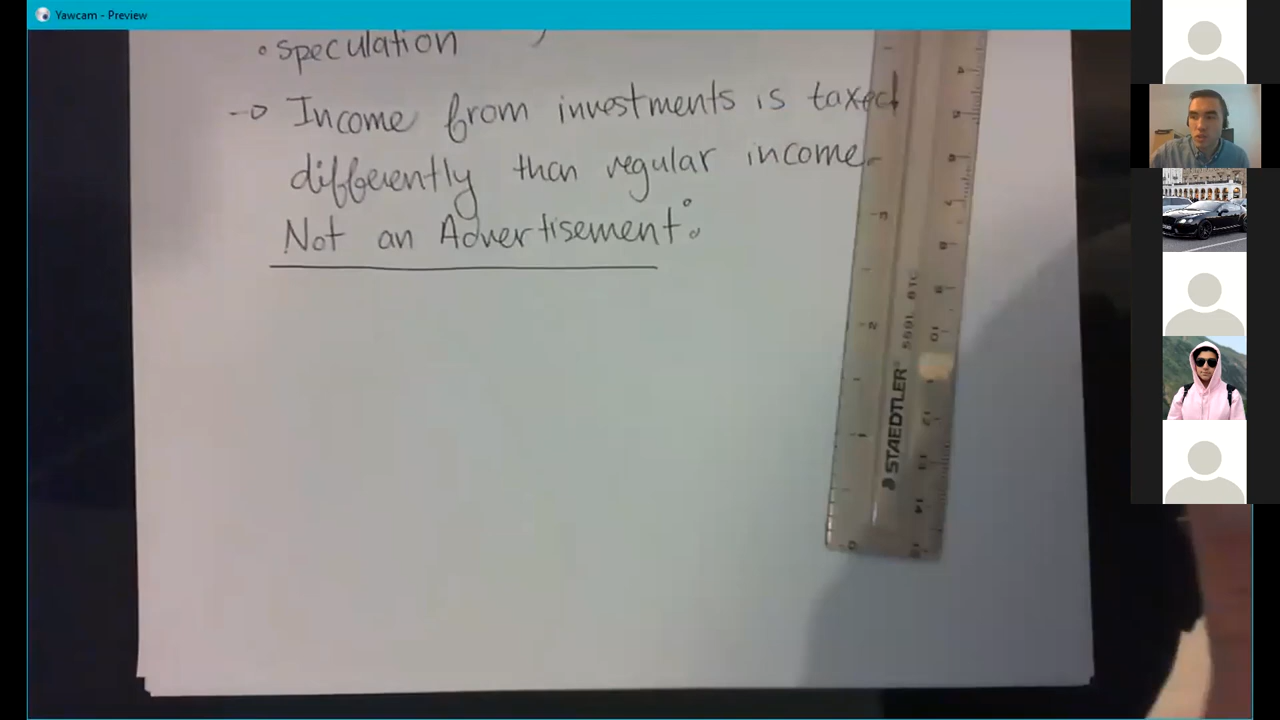 Yawcam - Preview
• speculation
→ Income from investments is taxed
differently than regular income.
Not an Advertisement:
STAEDTLER